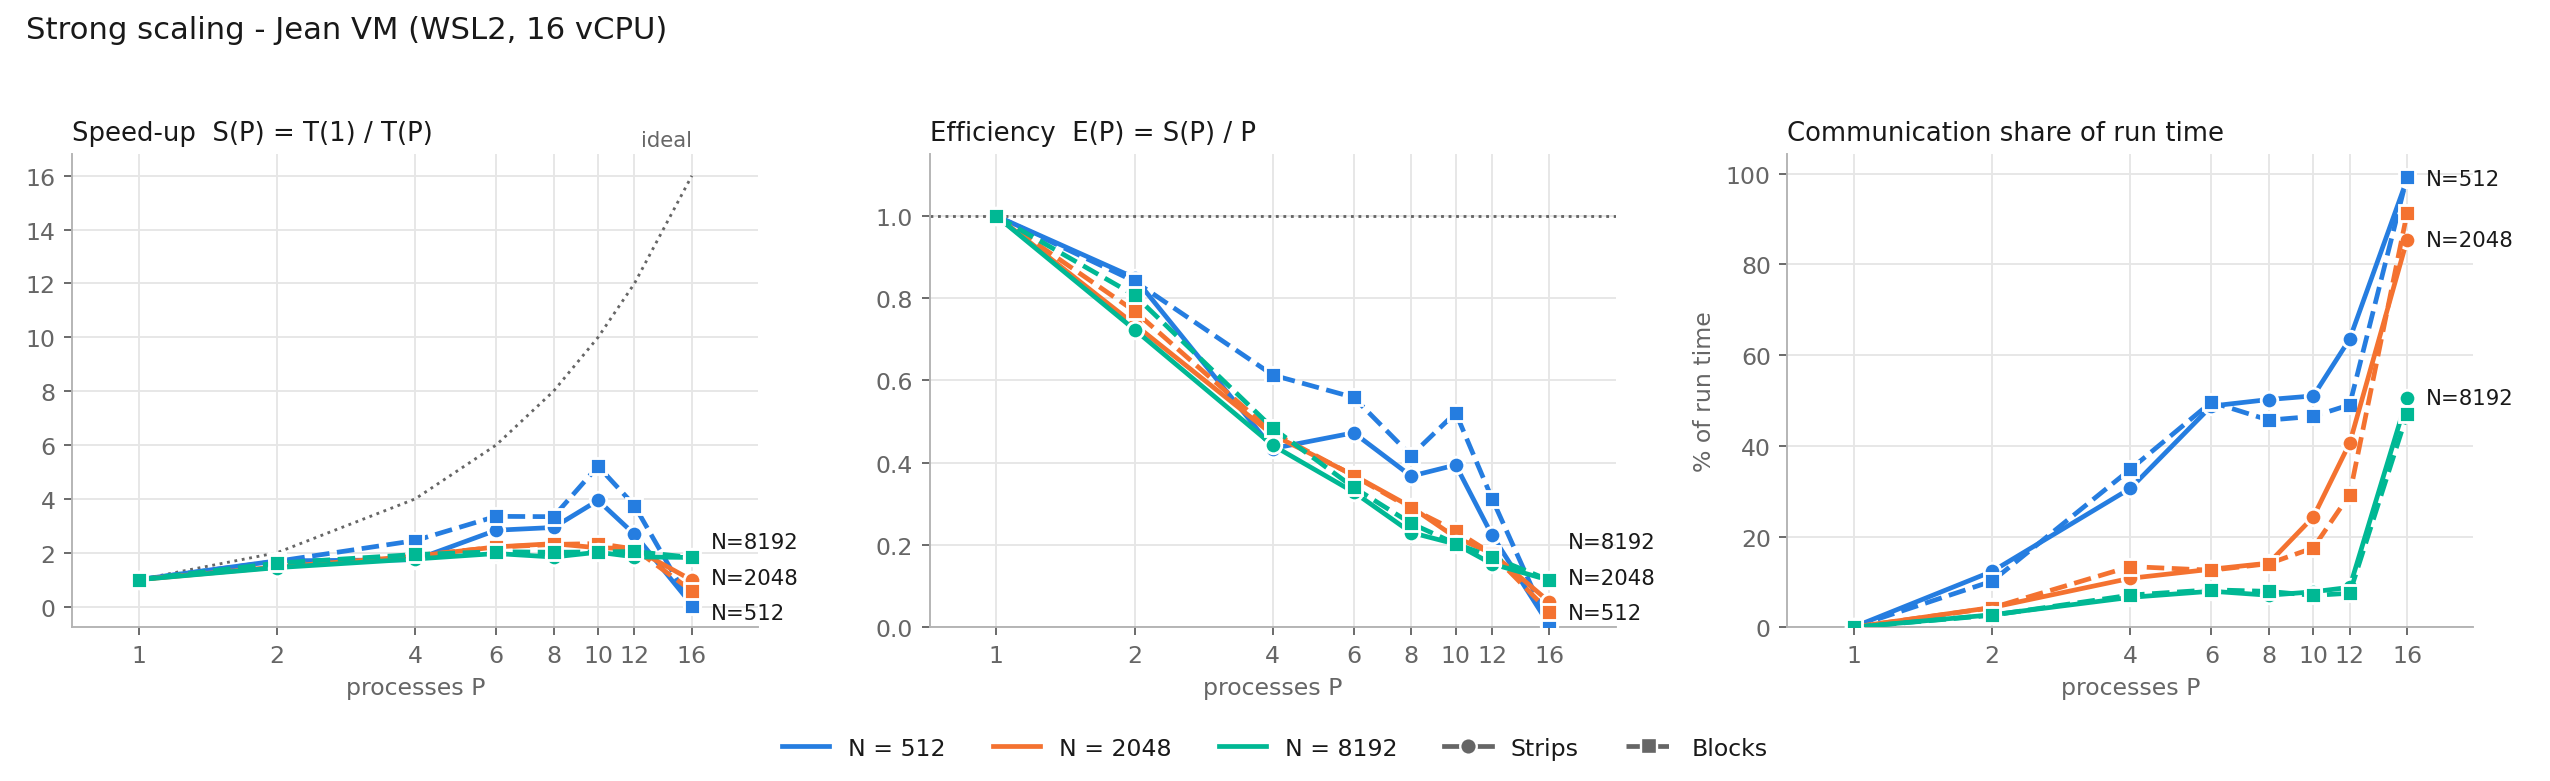 Strong scaling - Jean VM (WSL2, 16 vCPU)
Speed-up  S(P) = T(1) / T(P)
ideal
16
14
12
10
8
6
4
2
0
N=8192
N=2048
N=512
1 2 4 6 8 10 12 16
processes P
Efficiency  E(P) = S(P) / P
1.0
0.8
0.6
0.4
0.2
0.0
N=8192
N=2048
N=512
1 2 4 6 8 10 12 16
processes P
Communication share of run time
% of run time
100
80
60
40
20
0
N=512
N=2048
N=8192
1 2 4 6 8 10 12 16
processes P
N = 512 N = 2048 N = 8192 Strips Blocks